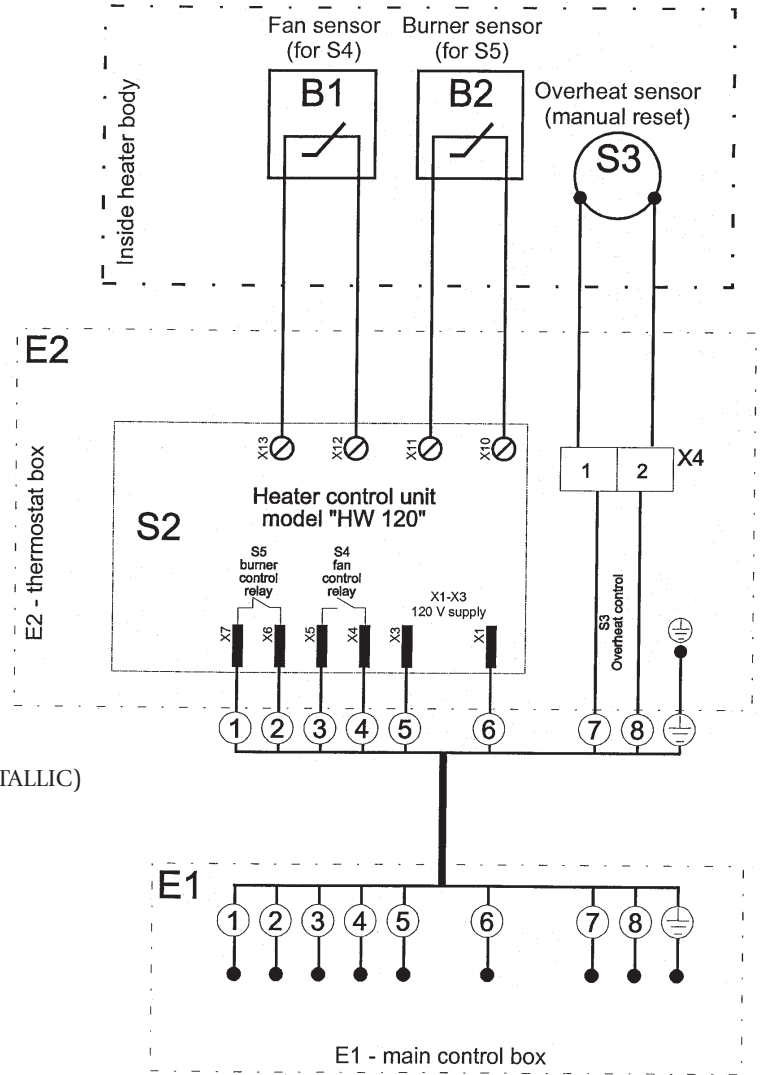 Fan sensor
(for S4)
Burner sensor
(for S5)
B1
B2
Overheat sensor
(manual reset)
S3
Inside heater body
E2
E2 - thermostat box
X13
X12
X11
X10
1
2
X4
Heater control unit
model "HW 120"
S2
S5
burner
control
relay
S4
fan
control
relay
X1-X3
120 V supply
X7
X6
X5
X4
X3
X1
S3
Overheat control
1
2
3
4
5
6
7
8
TALLIC)
E1
1
2
3
4
5
6
7
8
E1 - main control box